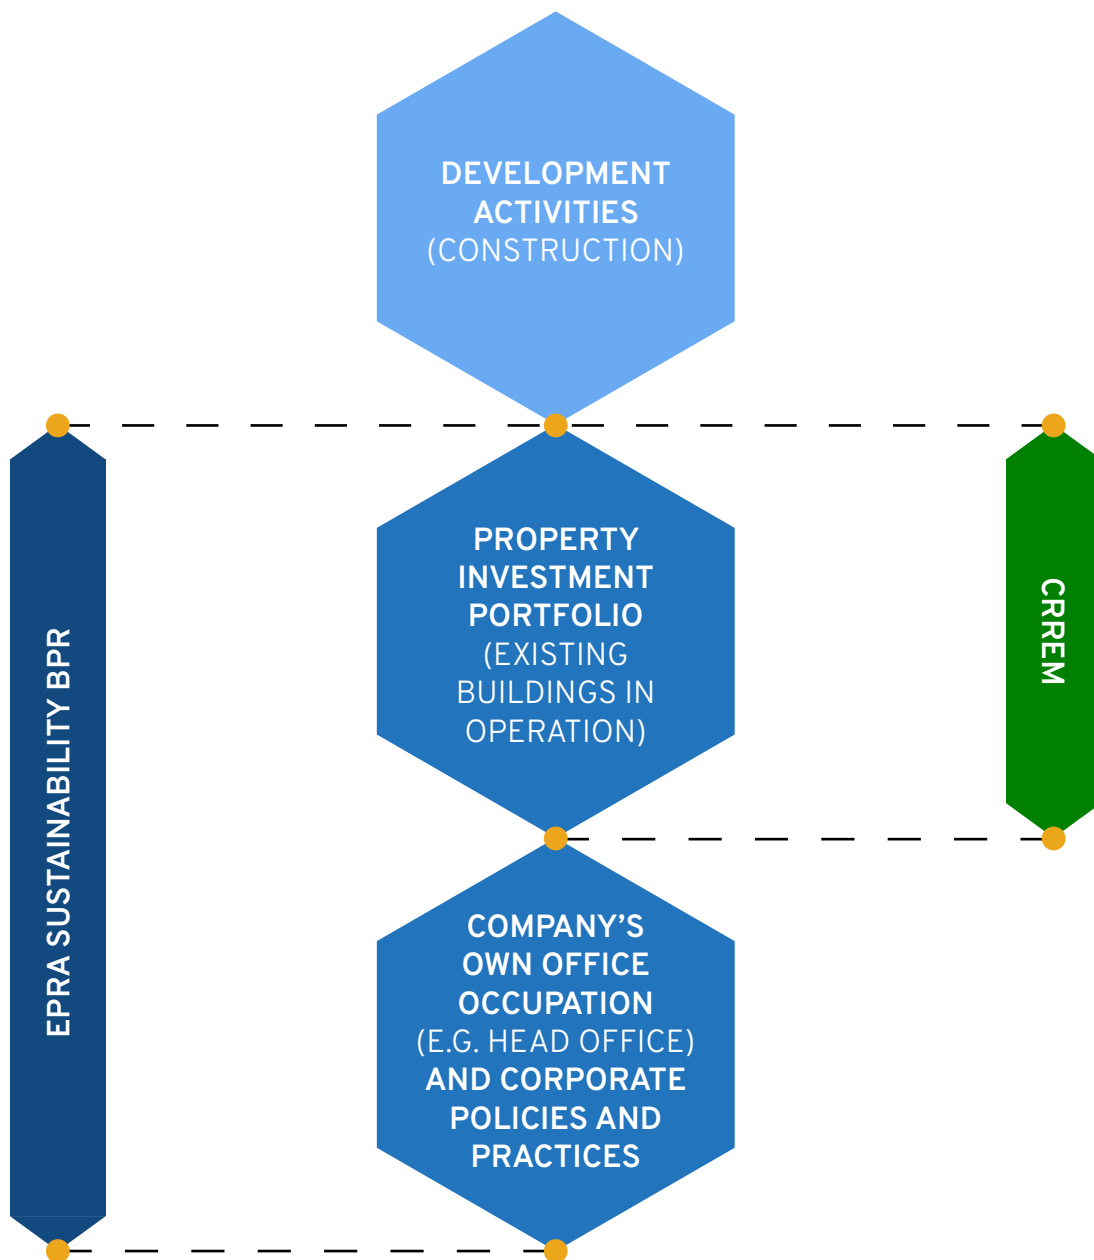 DEVELOPMENT
ACTIVITIES
(CONSTRUCTION)
PROPERTY
INVESTMENT
PORTFOLIO
(EXISTING
BUILDINGS IN
OPERATION)
COMPANY’S
OWN OFFICE
OCCUPATION
(E.G. HEAD OFFICE)
AND CORPORATE
POLICIES AND
PRACTICES
EPRA SUSTAINABILITY BPR
CRREM